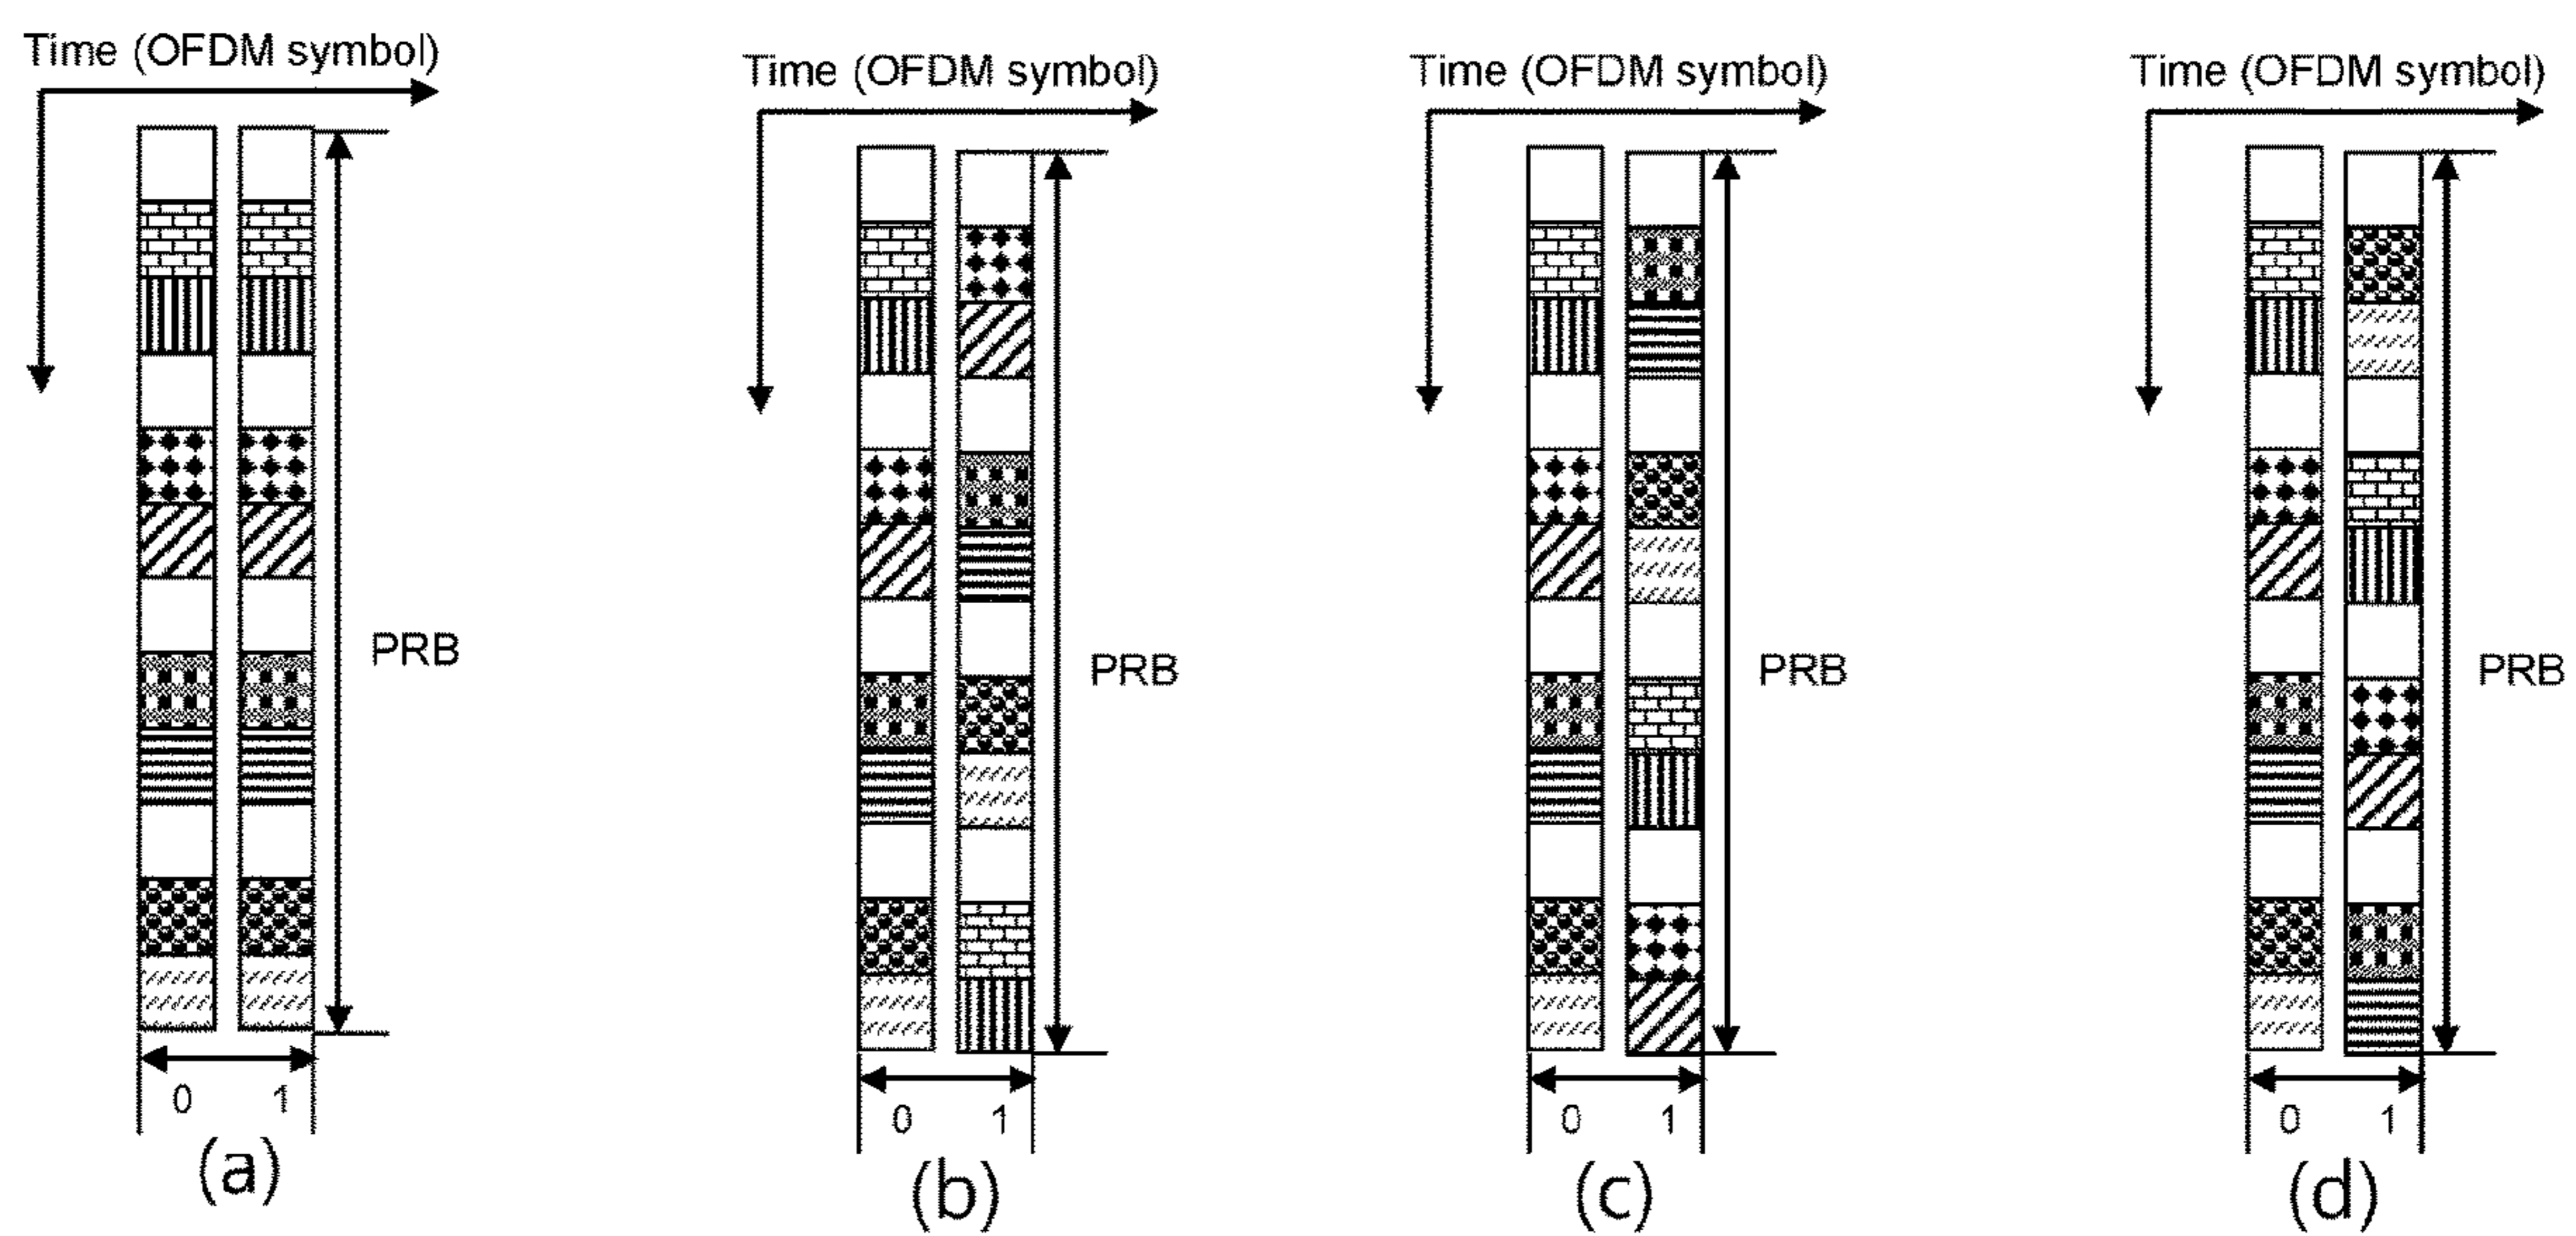 Time (OFDM symbol)
PRB
0 1
(a)
Time (OFDM symbol)
PRB
0 1
(b)
Time (OFDM symbol)
PRB
0 1
(c)
Time (OFDM symbol)
PRB
0 1
(d)